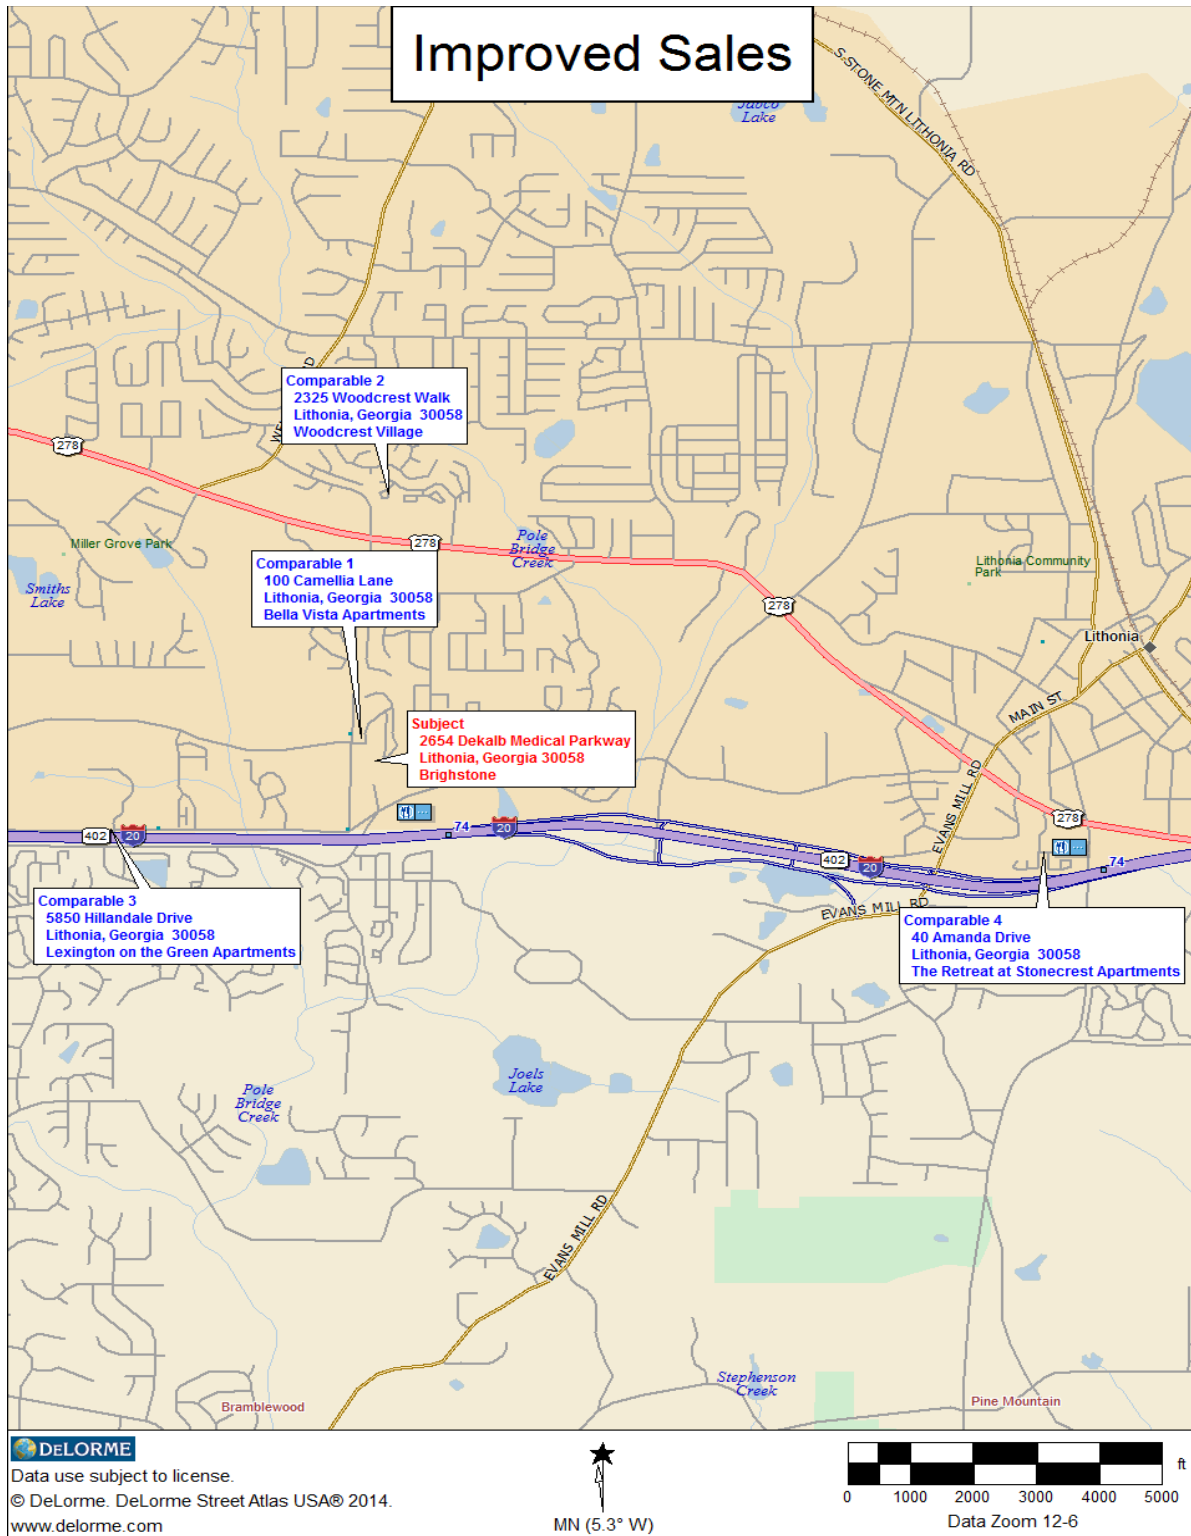 Improved Sales
Jabco
Lake
S. STONE MTN LITHONIA RD
Comparable 2
2325 Woodcrest Walk
Lithonia, Georgia 30058
Woodcrest Village
278
278
Miller Grove Park
Pole
Bridge
Creek
Comparable 1
100 Camellia Lane
Lithonia, Georgia 30058
Bella Vista Apartments
Smiths
Lake
Lithonia Community
Park
278
Lithonia
MAIN ST
Subject
2654 Dekalb Medical Parkway
Lithonia, Georgia 30058
Brighstone
EVANS MILL RD
402
20
74
20
278
402
20
74
Comparable 3
5850 Hillandale Drive
Lithonia, Georgia 30058
Lexington on the Green Apartments
EVANS MILL RD
Comparable 4
40 Amanda Drive
Lithonia, Georgia 30058
The Retreat at Stonecrest Apartments
Joels
Lake
Pole
Bridge
Creek
EVANS MILL RD
Stephenson
Creek
Bramblewood
Pine Mountain
DELORME
Data use subject to license.
© DeLorme. DeLorme Street Atlas USA® 2014.
www.delorme.com
MN (5.3° W)
ft
0 1000 2000 3000 4000 5000
Data Zoom 12-6